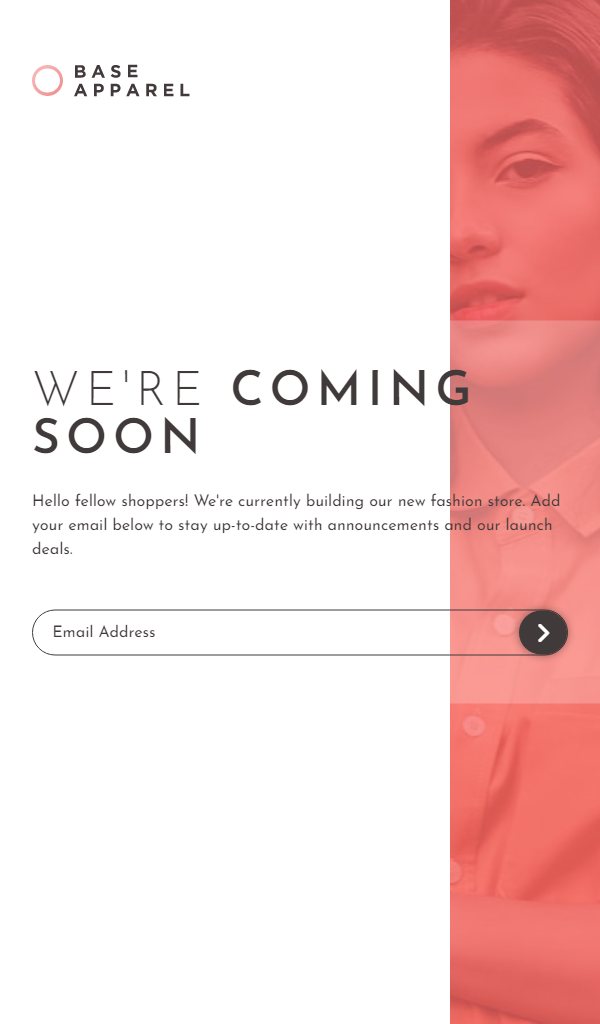 BASE
APPAREL
WE'RE COMING
SOON
Hello fellow shoppers! We're currently building our new fashion store. Add
your email below to stay up-to-date with announcements and our launch
deals.
Email Address